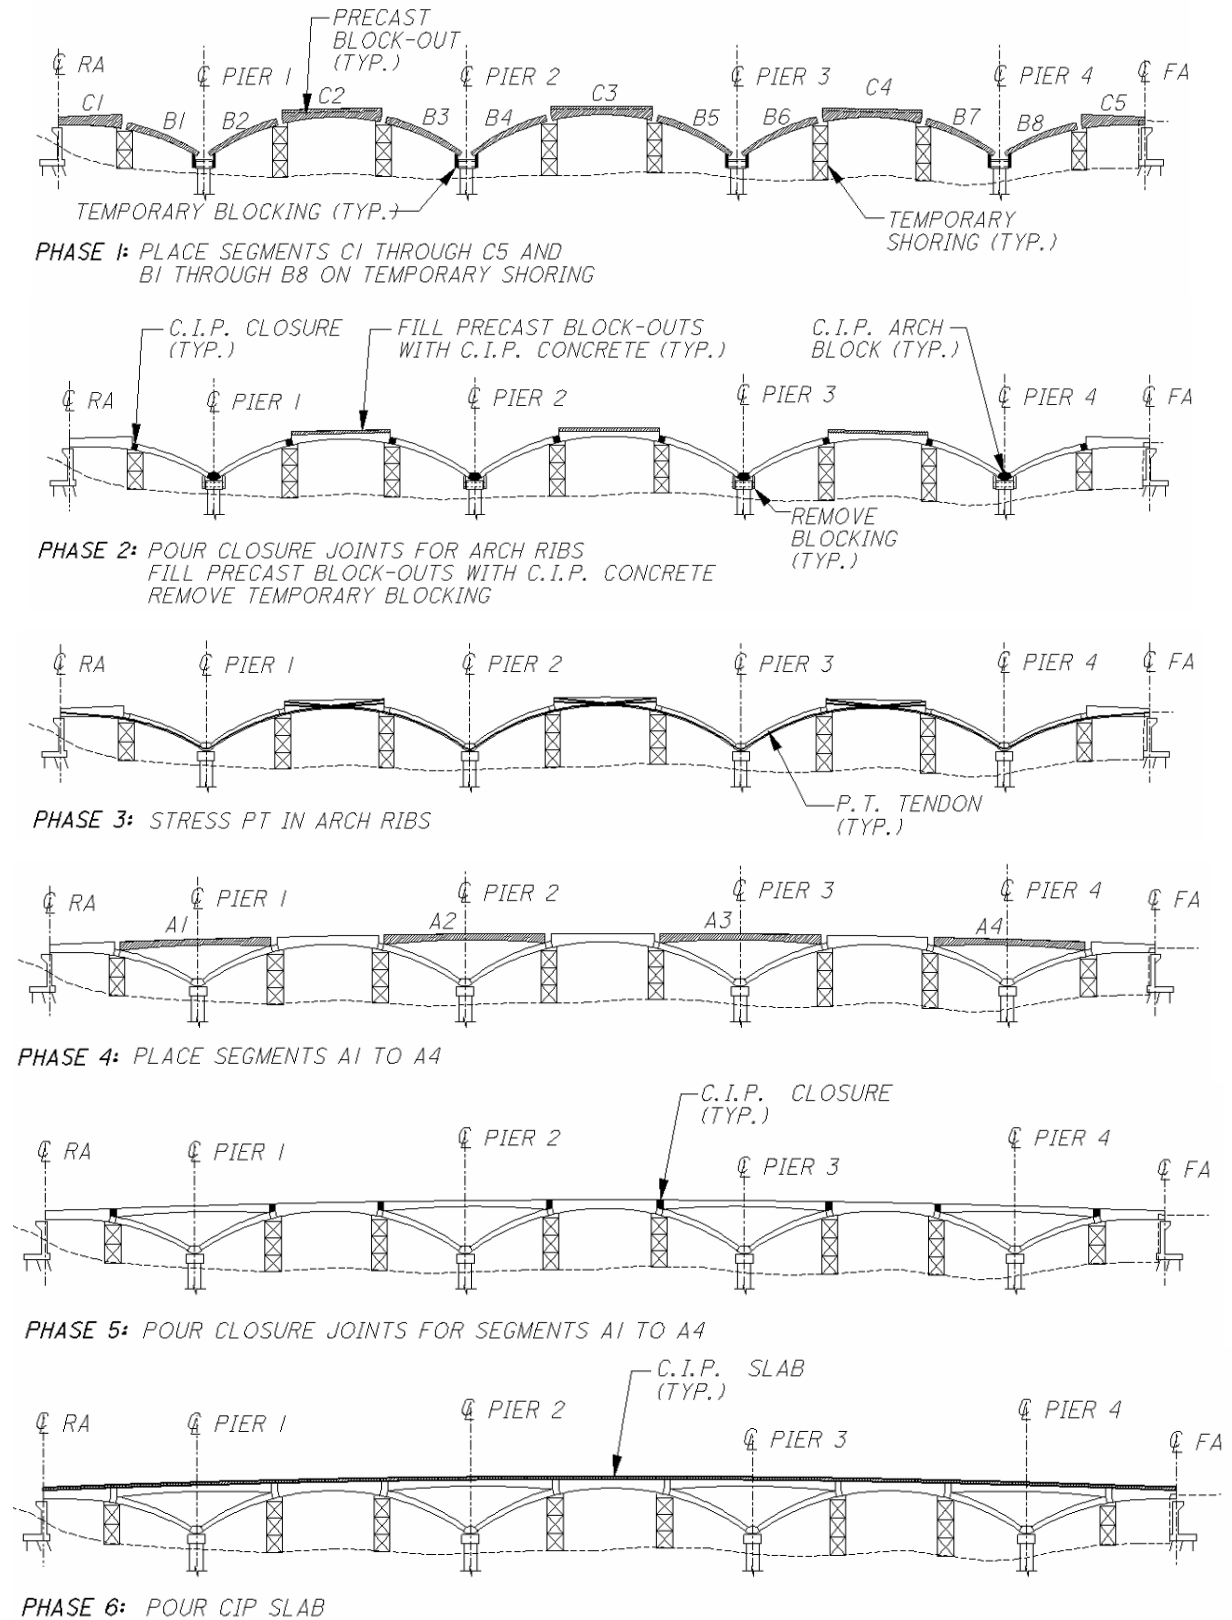 PRECAST
BLOCK-OUT
(TYP.)
℄ RA
℄ PIER 1
℄ PIER 2
℄ PIER 3
℄ PIER 4
℄ FA
C1
B1
B2
C2
B3
B4
C3
B5
B6
C4
B7
B8
C5
TEMPORARY BLOCKING (TYP.)
TEMPORARY
SHORING (TYP.)
PHASE 1: PLACE SEGMENTS C1 THROUGH C5 AND
B1 THROUGH B8 ON TEMPORARY SHORING
C.I.P. CLOSURE
(TYP.)
FILL PRECAST BLOCK-OUTS
WITH C.I.P. CONCRETE (TYP.)
C.I.P. ARCH
BLOCK (TYP.)
℄ RA
℄ PIER 1
℄ PIER 2
℄ PIER 3
℄ PIER 4
℄ FA
REMOVE
BLOCKING
(TYP.)
PHASE 2: POUR CLOSURE JOINTS FOR ARCH RIBS
FILL PRECAST BLOCK-OUTS WITH C.I.P. CONCRETE
REMOVE TEMPORARY BLOCKING
℄ RA
℄ PIER 1
℄ PIER 2
℄ PIER 3
℄ PIER 4
℄ FA
P.T. TENDON
(TYP.)
PHASE 3: STRESS PT IN ARCH RIBS
℄ RA
℄ PIER 1
℄ PIER 2
℄ PIER 3
℄ PIER 4
℄ FA
A1
A2
A3
A4
PHASE 4: PLACE SEGMENTS A1 TO A4
C.I.P. CLOSURE
(TYP.)
℄ RA
℄ PIER 1
℄ PIER 2
℄ PIER 3
℄ PIER 4
℄ FA
PHASE 5: POUR CLOSURE JOINTS FOR SEGMENTS A1 TO A4
C.I.P. SLAB
(TYP.)
℄ RA
℄ PIER 1
℄ PIER 2
℄ PIER 3
℄ PIER 4
℄ FA
PHASE 6: POUR CIP SLAB